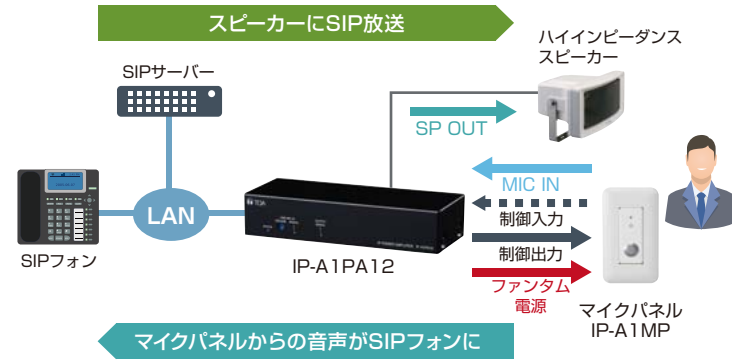 スピーカーにSIP放送
ハイインピーダンス
スピーカー
SIPサーバー
SP OUT
MIC IN
LAN
TOA
制御入力
制御出力
SIPフォン
IP-A1PA12
ファンタム
電源
マイクパネル
IP-A1MP
マイクパネルからの音声がSIPフォンに